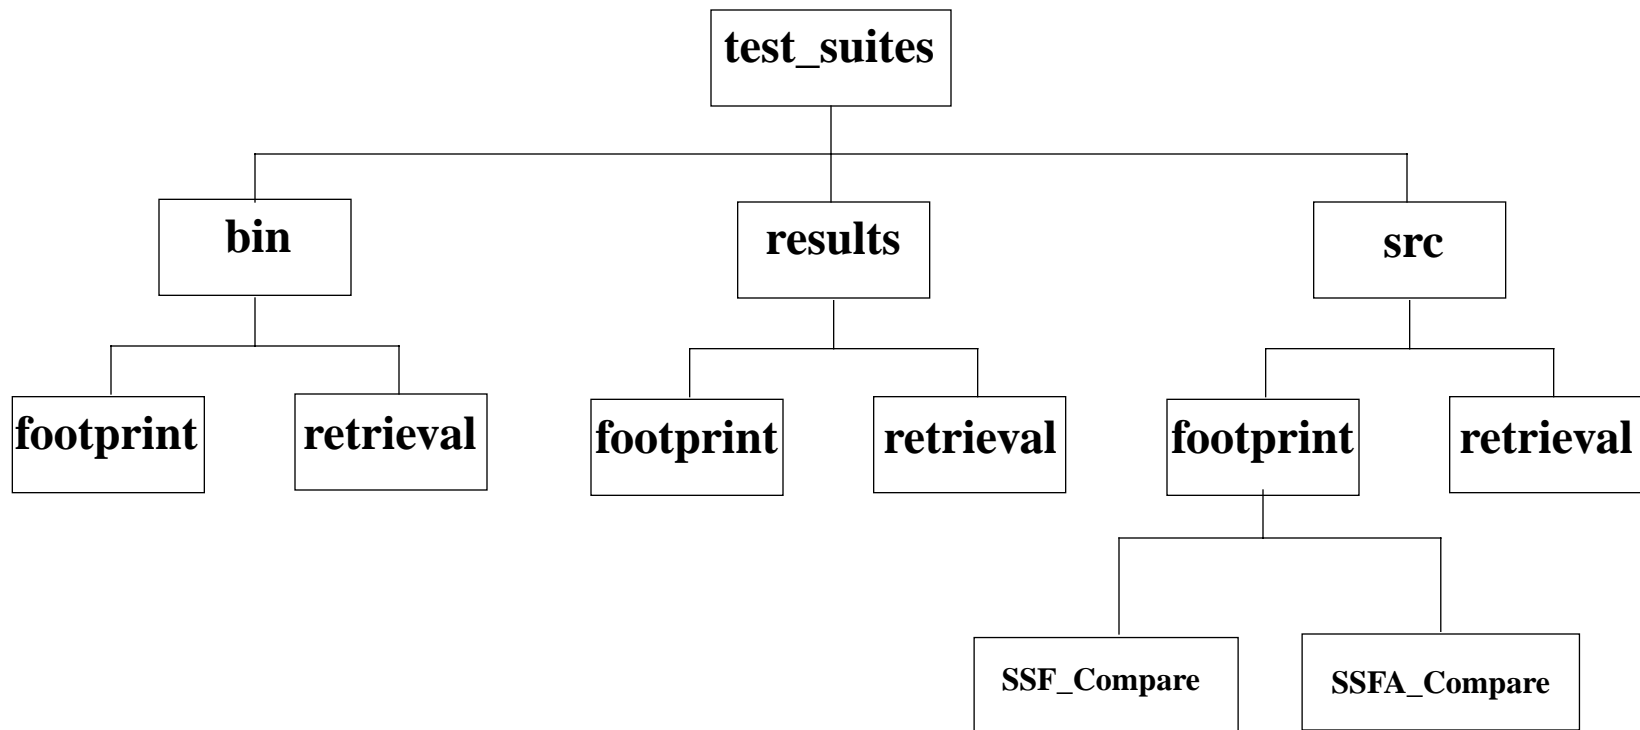 test_suites
bin
results
src
footprint
retrieval
footprint
retrieval
footprint
retrieval
SSF_Compare
SSFA_Compare